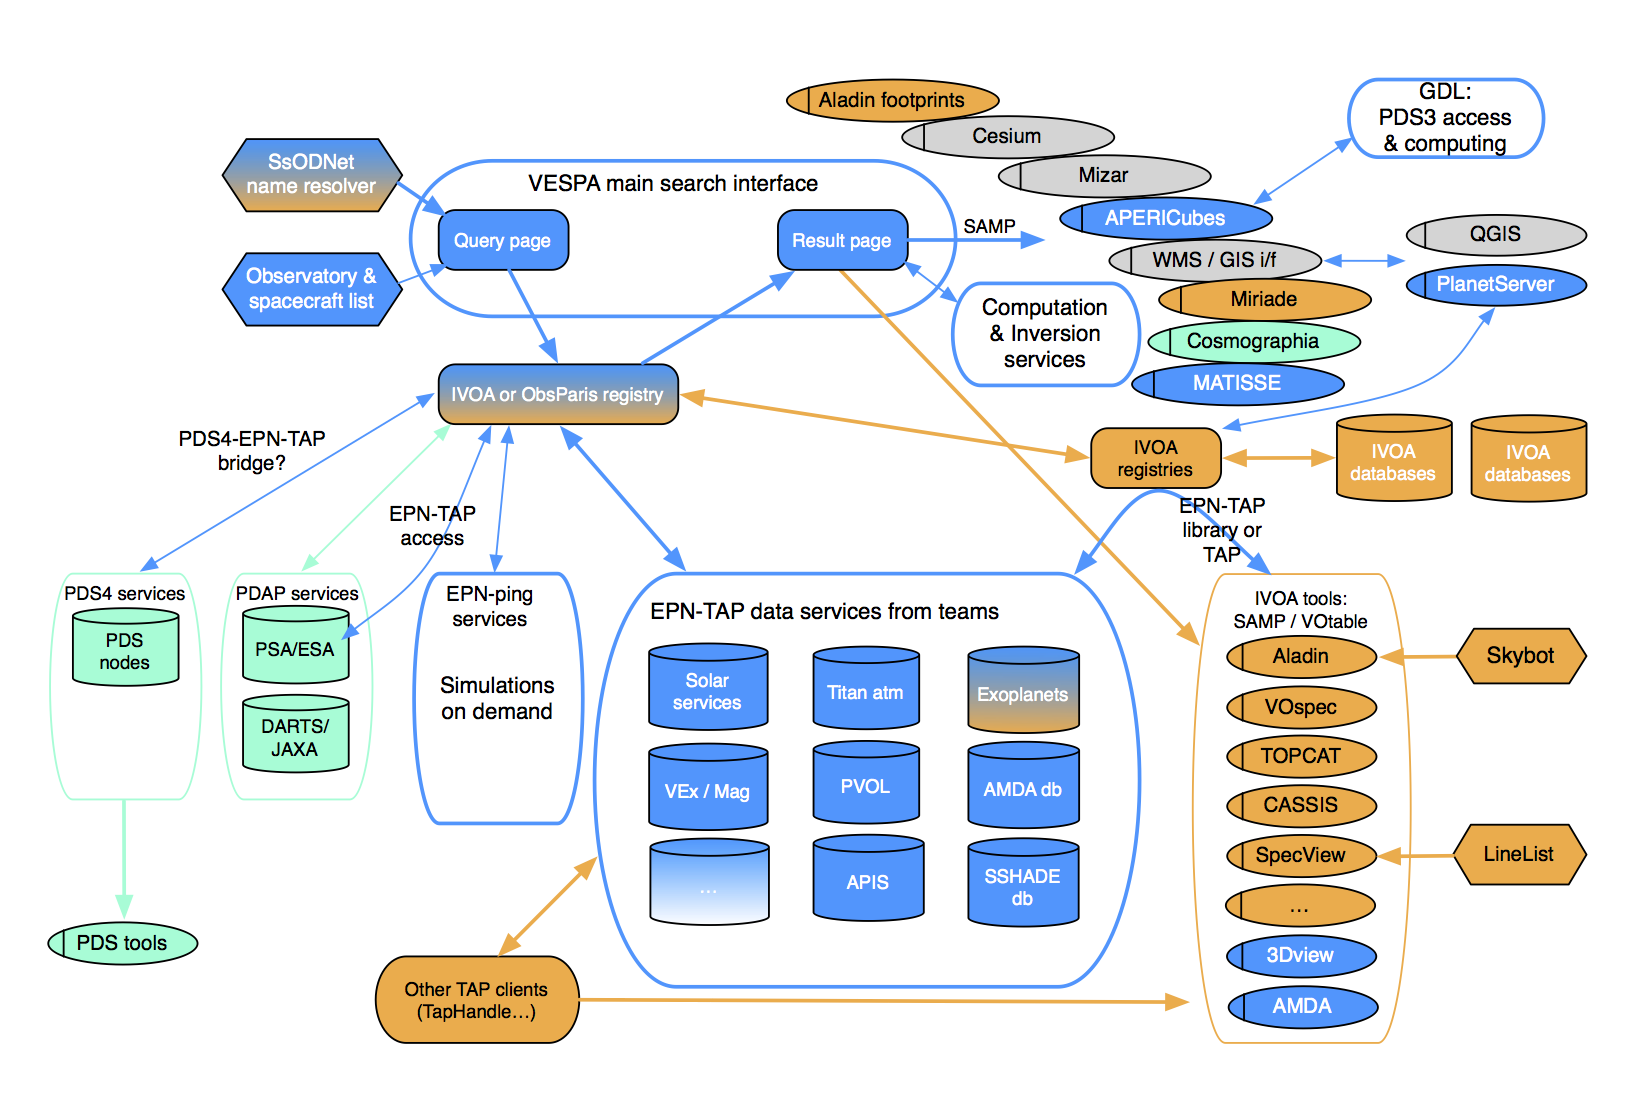 Aladin footprints
Cesium
Mizar
APERICubes
WMS / GIS i/f
Miriade
Cosmographia
MATISSE
GDL:
PDS3 access
& computing
QGIS
PlanetServer
SsODNet
name resolver
Observatory &
spacecraft list
VESPA main search interface
Query page
Result page
SAMP
Computation
& Inversion
services
IVOA or ObsParis registry
IVOA
registries
IVOA
databases
IVOA
databases
PDS4-EPN-TAP
bridge?
EPN-TAP
access
EPN-TAP
library or
TAP
PDS4 services
PDS
nodes
PDS tools
PDAP services
PSA/ESA
DARTS/
JAXA
EPN-ping
services
Simulations
on demand
EPN-TAP data services from teams
Solar
services
Titan atm
Exoplanets
VEx / Mag
PVOL
AMDA db
...
APIS
SSHADE
db
Other TAP clients
(TapHandle...)
IVOA tools:
SAMP / VOtable
Aladin
VOspec
TOPCAT
CASSIS
SpecView
...
3Dview
AMDA
Skybot
LineList